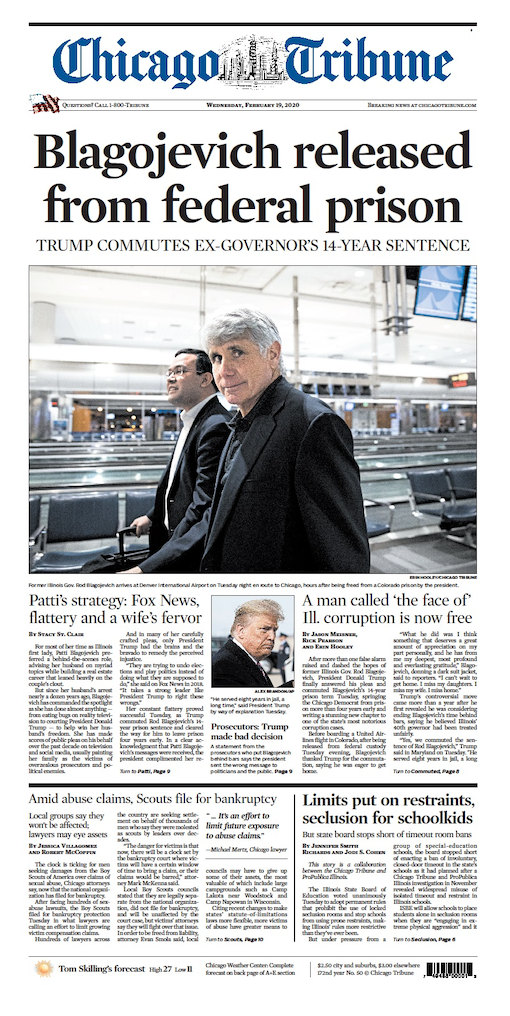 Chicago Tribune
QUESTIONS? CALL 1-800-TRIBUNE
WEDNESDAY, FEBRUARY 19, 2020
BREAKING NEWS AT CHICAGOTRIBUNE.COM
Blagojevich released
from federal prison
TRUMP COMMUTES EX-GOVERNOR'S 14-YEAR SENTENCE
ERIN HOOLEY/CHICAGO TRIBUNE
Former Illinois Gov. Rod Blagojevich arrives at Denver International Airport on Tuesday night en route to Chicago, hours after being freed from a Colorado prison by the president.
Patti's strategy: Fox News,
flattery and a wife's fervor
BY STACY ST. CLAIR
For most of her time as Illinois
first lady, Patti Blagojevich pre-
ferred a behind-the-scenes role,
advising her husband on myriad
topics while building a real estate
career that leaned heavily on the
couple's clout.
But since her husband's arrest
nearly a dozen years ago, Blagoje-
vich has commanded the spotlight
as she has done almost anything —
from eating bugs on reality televi-
sion to courting President Donald
Trump — to help win her hus-
band's freedom. She has made
scores of public pleas on his behalf
over the past decade on television
and social media, usually painting
her family as the victims of
overzealous prosecutors and po-
litical enemies.
And in many of her carefully
crafted pleas, only President
Trump had the brains and the
bravado to remedy the perceived
injustice.
"They are trying to undo elec-
tions and play politics instead of
doing what they are supposed to
do," she said on Fox News in 2018.
"It takes a strong leader like
President Trump to right these
wrongs."
Her constant flattery proved
successful Tuesday, as Trump
commuted Rod Blagojevich's 14-
year prison sentence and cleared
the way for him to leave prison
four years early. In a clear ac-
knowledgment that Patti Blagoje-
vich's messages were received, the
president complimented her re-
Turn to Patti, Page 9
ALEX BRANDON/AP
"He served eight years in jail, a
long time," said President Trump
by way of explanation Tuesday.
Prosecutors: Trump
made bad decision
A statement from the
prosecutors who put Blagojevich
behind bars says the president
sent the wrong message to
politicians and the public. Page 9
A man called 'the face of'
Ill. corruption is now free
BY JASON MEISNER,
RICK PEARSON
AND ERIN HOOLEY
After more than one false alarm
raised and dashed the hopes of
former Illinois Gov. Rod Blagoje-
vich, President Donald Trump
finally answered his pleas and
commuted Blagojevich's 14-year
prison term Tuesday, springing
the Chicago Democrat from pris-
on more than four years early and
writing a stunning new chapter to
one of the state's most notorious
corruption cases.
Before boarding a United Air-
lines flight in Colorado, after being
released from federal custody
Tuesday evening, Blagojevich
thanked Trump for the commuta-
tion, saying he was eager to get
home.
"What he did was I think
something that deserves a great
amount of appreciation on my
part personally, and he has from
me my deepest, most profound
and everlasting gratitude," Blago-
jevich, donning a dark suit jacket,
said to reporters. "I can't wait to
get home. I miss my daughters. I
miss my wife. I miss home."
Trump's controversial move
came more than a year after he
first revealed he was considering
ending Blagojevich's time behind
bars, saying he believed Illinois'
40th governor had been treated
unfairly.
"Yes, we commuted the sen-
tence of Rod Blagojevich," Trump
said in Maryland on Tuesday. "He
served eight years in jail, a long
Turn to Commuted, Page 8
Amid abuse claims, Scouts file for bankruptcy
Local groups say they
won't be affected;
lawyers may eye assets
BY JESSICA VILLAGOMEZ
AND ROBERT MCCOPPIN
The clock is ticking for men
seeking damages from the Boy
Scouts of America over claims of
sexual abuse, Chicago attorneys
say, now that the national organi-
zation has filed for bankruptcy.
After facing hundreds of sex-
abuse lawsuits, the Boy Scouts
filed for bankruptcy protection
Tuesday in what lawyers are
calling an effort to limit growing
victim compensation claims.
Hundreds of lawyers across
the country are seeking settle-
ment on behalf of thousands of
men who say they were molested
as scouts by leaders over dec-
ades.
"The danger for victims is that
now, there will be a clock set by
the bankruptcy court where vic-
tims will have a certain window
of time to bring a claim, or their
claims would be barred," attor-
ney Mark McKenna said.
Local Boy Scout councils
stated that they are legally sepa-
rate from the national organiza-
tion, did not file for bankruptcy,
and will be unaffected by the
court case, but victims' attorneys
say they will fight over that issue.
In order to be freed from liability,
attorney Evan Smola said, local
"... It's an effort to
limit future exposure
to abuse claims."
— Michael Mertz, Chicago lawyer
councils may have to give up
some of their assets, the most
valuable of which include large
campgrounds such as Camp
Lakota near Woodstock and
Camp Napowan in Wisconsin.
Citing recent changes to make
states' statute-of-limitations
laws more flexible, more victims
of abuse have greater means to
Turn to Scouts, Page 10
Limits put on restraints,
seclusion for schoolkids
But state board stops short of timeout room bans
BY JENNIFER SMITH
RICHARDS AND JODI S. COHEN
This story is a collaboration
between the Chicago Tribune and
ProPublica Illinois.
The Illinois State Board of
Education voted unanimously
Tuesday to adopt permanent rules
that prohibit the use of locked
seclusion rooms and stop schools
from using prone restraints, mak-
ing Illinois' rules more restrictive
than they've ever been.
But under pressure from a
group of special-education
leaders, the board stopped short
of enacting a ban of involuntary,
closed-door timeout in the state's
schools as it had planned after a
Chicago Tribune and ProPublica
Illinois investigation in November
revealed widespread misuse of
isolated timeout and restraint in
Illinois schools.
ISBE will allow schools to place
students alone in seclusion rooms
when they are "engaging in ex-
treme physical aggression" and it
Turn to Seclusion, Page 6
Tom Skilling's forecast High 27 Low 11
Chicago Weather Center: Complete
forecast on back page of A+E section
$2.50 city and suburbs, $3.00 elsewhere
172nd year No. 50 © Chicago Tribune